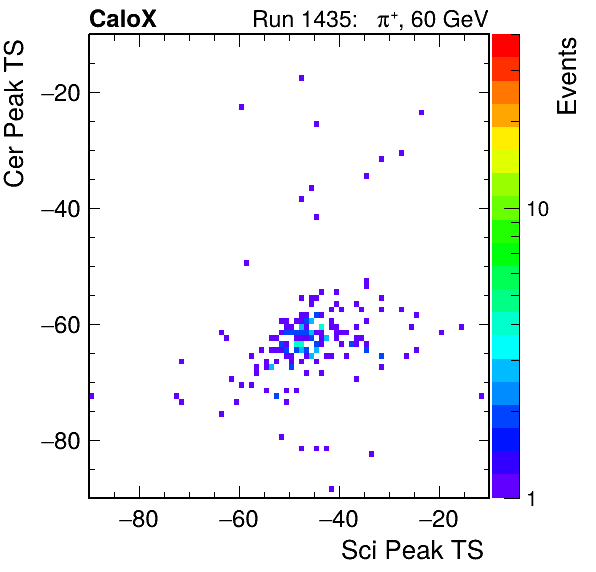 CaloX
Run 1435: π⁺, 60 GeV
Cer Peak TS
−20
−40
−60
−80
−80
−60
−40
−20
Sci Peak TS
Events
10
1